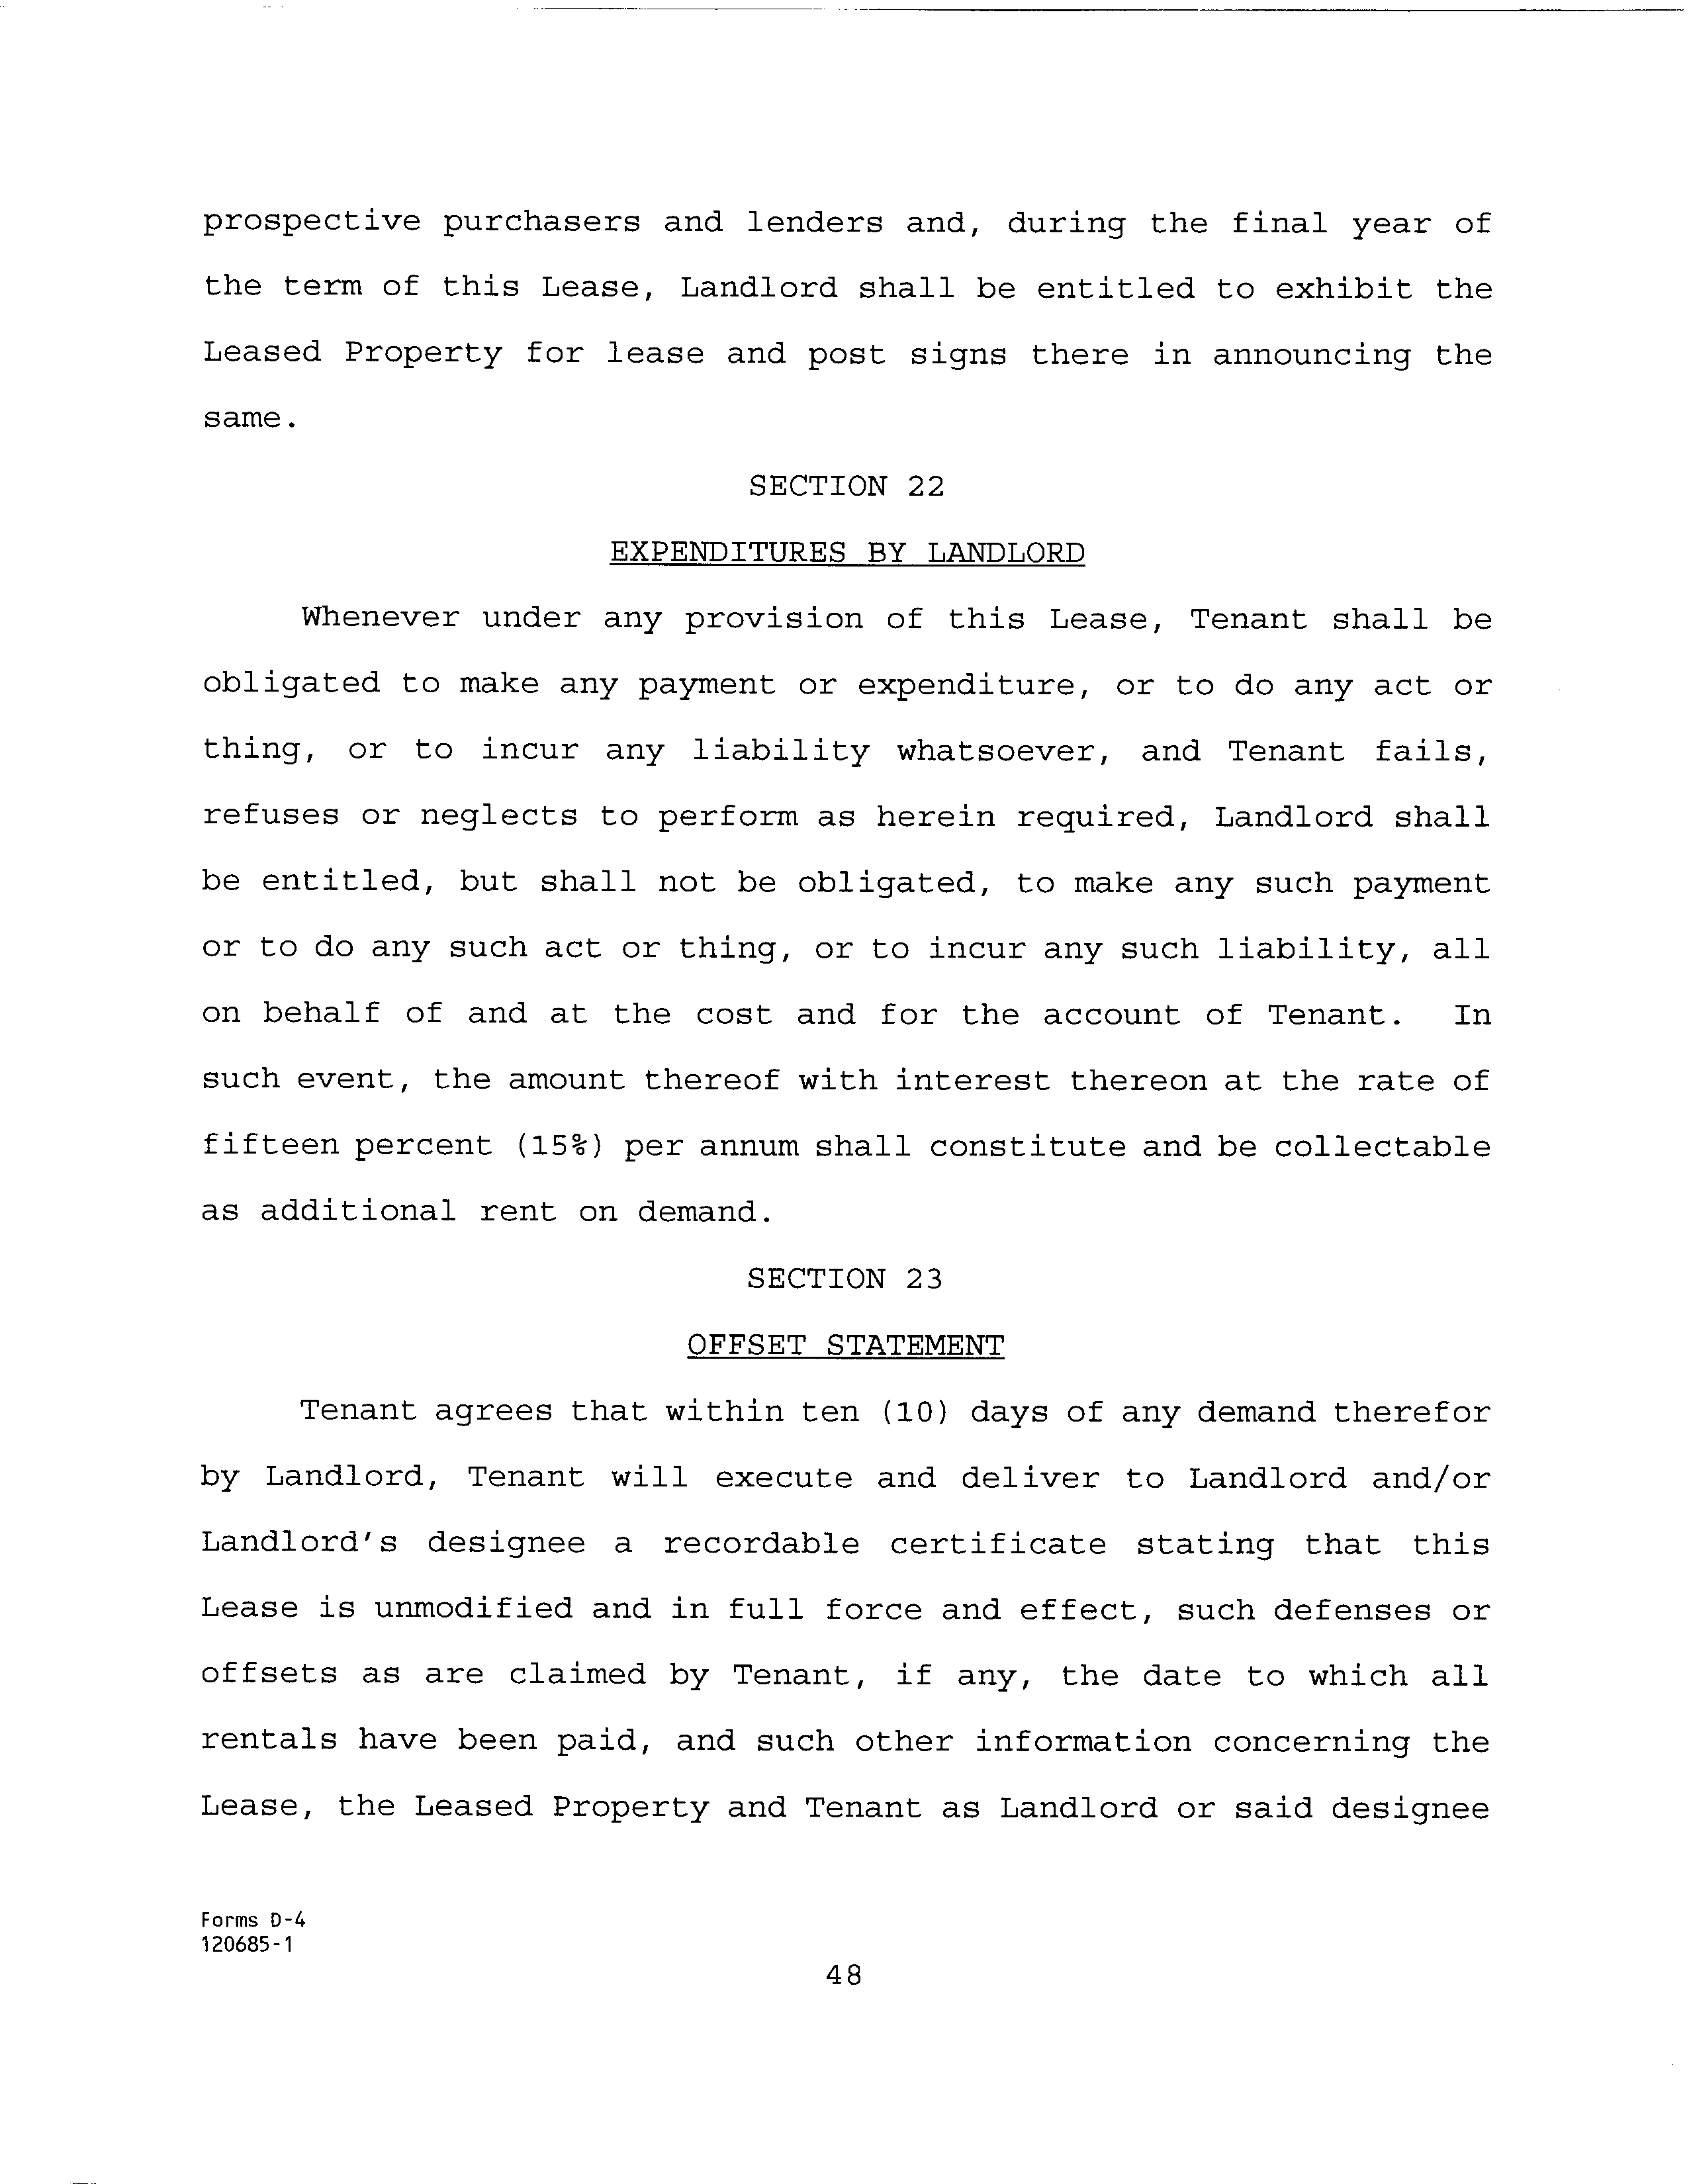 prospective purchasers and lenders and, during the final year of
the term of this Lease, Landlord shall be entitled to exhibit the
Leased Property for lease and post signs there in announcing the
same.
SECTION 22
EXPENDITURES BY LANDLORD
Whenever under any provision of this Lease, Tenant shall be
obligated to make any payment or expenditure, or to do any act or
thing, or to incur any liability whatsoever, and Tenant fails,
refuses or neglects to perform as herein required, Landlord shall
be entitled, but shall not be obligated, to make any such payment
or to do any such act or thing, or to incur any such liability, all
on behalf of and at the cost and for the account of Tenant. In
such event, the amount thereof with interest thereon at the rate of
fifteen percent (15%) per annum shall constitute and be collectable
as additional rent on demand.
SECTION 23
OFFSET STATEMENT
Tenant agrees that within ten (10) days of any demand therefor
by Landlord, Tenant will execute and deliver to Landlord and/or
Landlord's designee a recordable certificate stating that this
Lease is unmodified and in full force and effect, such defenses or
offsets as are claimed by Tenant, if any, the date to which all
rentals have been paid, and such other information concerning the
Lease, the Leased Property and Tenant as Landlord or said designee
Forms D-4
120685-1
48